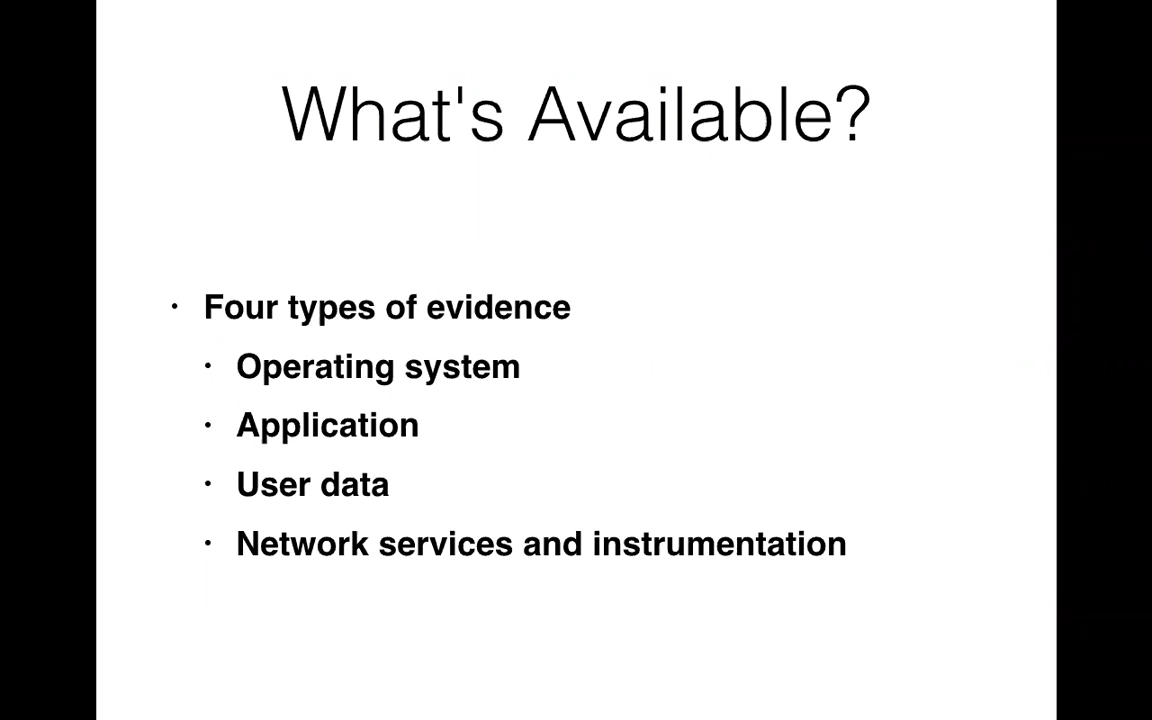 What's Available?
• Four types of evidence
• Operating system
• Application
• User data
• Network services and instrumentation